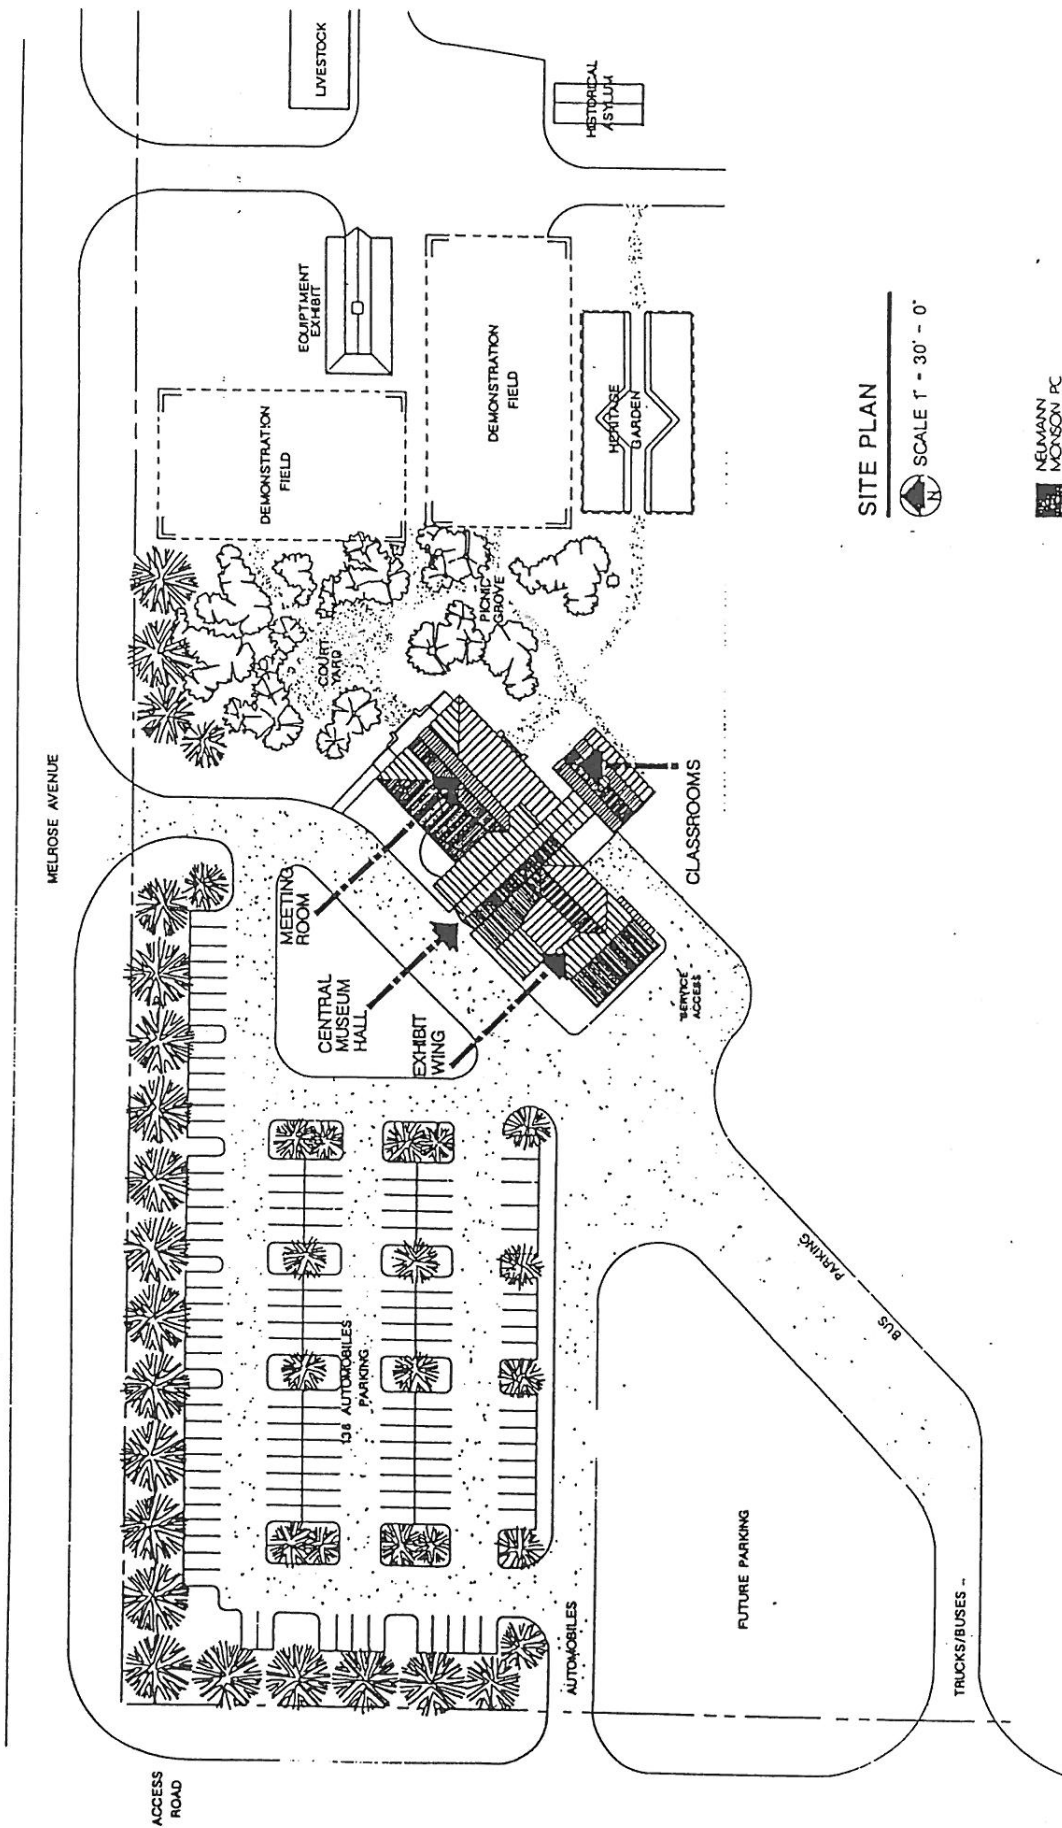 MELROSE AVENUE
ACCESS
ROAD
LIVESTOCK
HISTORICAL
ASYLUM
EQUIPTMENT
EXHIBIT
DEMONSTRATION
FIELD
DEMONSTRATION
FIELD
HERITAGE
GARDEN
COURT-
YARD
PICNIC
GROVE
MEETING
ROOM
CENTRAL
MUSEUM
HALL
EXHIBIT
WING
CLASSROOMS
SERVICE
ACCESS
138 AUTOMOBILES
PARKING
AUTOMOBILES
FUTURE PARKING
BUS PARKING
TRUCKS/BUSES
SITE PLAN
N
SCALE 1" - 30' - 0"
NEUMANN
MONSON PC